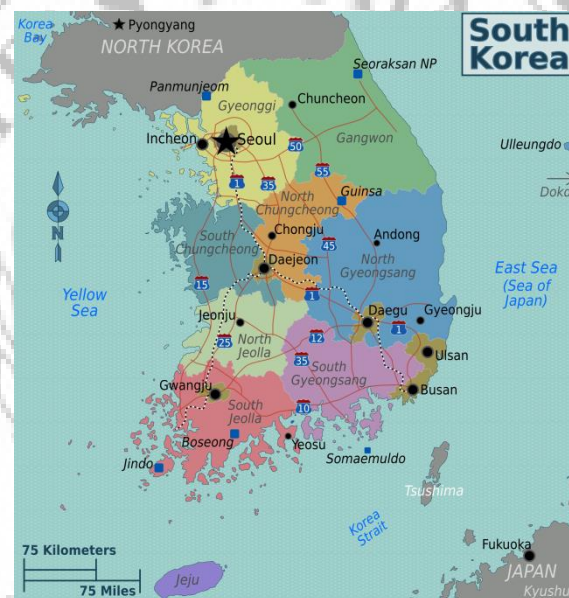 South
Korea
Korea
Bay
Pyongyang
NORTH KOREA
Panmunjeom
Seoraksan NP
Gyeonggi
Chuncheon
Incheon
Seoul
Gangwon
50
Ulleungdo
55
1
35
Guinsa
North
Chungcheong
N
South
Chungcheong
Chongju
45
Andong
Daejeon
North
Gyeongsang
East Sea
(Sea of
Japan)
15
Yellow
Sea
1
Jeonju
Daegu
Gyeongju
1
25
North
Jeolla
12
35
Ulsan
South
Gyeongsang
Gwangju
Busan
South
Jeolla
10
Boseong
Yeosu
Jindo
Somaemuldo
Tsushima
Korea
Strait
75 Kilometers
75 Miles
Jeju
Fukuoka
JAPAN
Kyushu